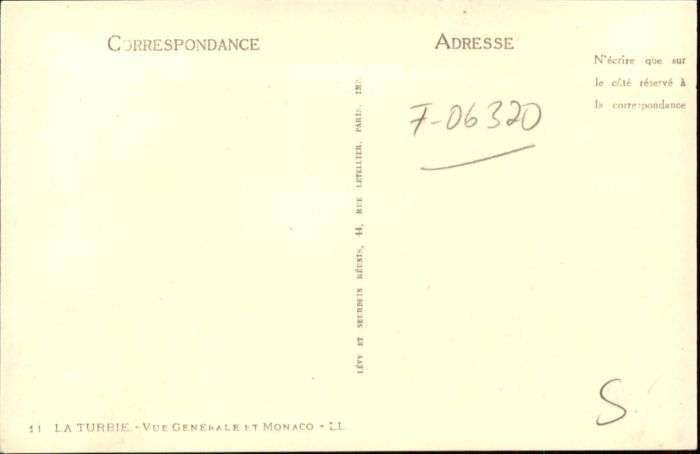 CORRESPONDANCE
ADRESSE
N'écrire que sur
le côté réservé à
la correspondance
7-06320
LÉVY ET NEURDEIN RÉUNIS, 44, RUE LETELLIER, PARIS. IMP.
S
11 LA TURBIE - VUE GÉNÉRALE ET MONACO - LL